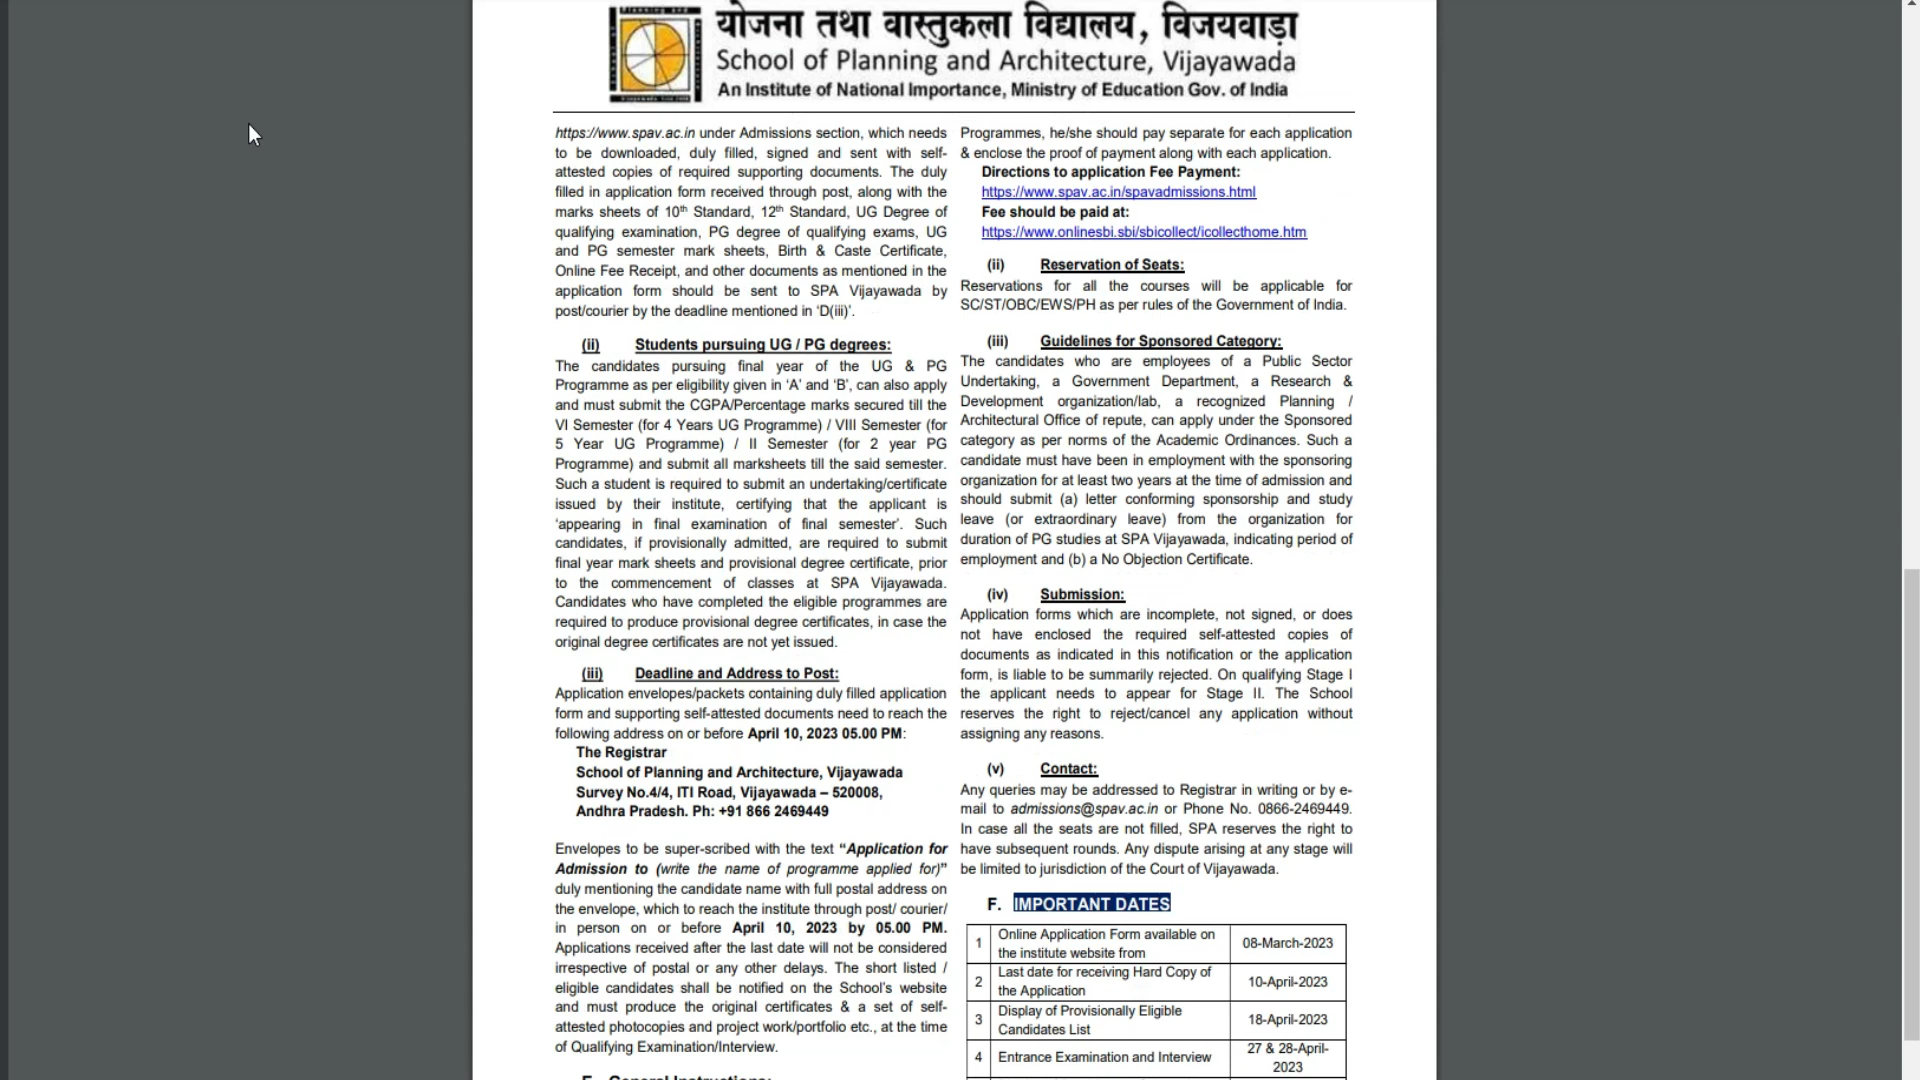 योजना तथा वास्तुकला विद्यालय, विजयवाड़ा
School of Planning and Architecture, Vijayawada
An Institute of National Importance, Ministry of Education Gov. of India
https://www.spav.ac.in under Admissions section, which needs
to be downloaded, duly filled, signed and sent with self-
attested copies of required supporting documents. The duly
filled in application form received through post, along with the
marks sheets of 10th Standard, 12th Standard, UG Degree of
qualifying examination, PG degree of qualifying exams, UG
and PG semester mark sheets, Birth & Caste Certificate,
Online Fee Receipt, and other documents as mentioned in the
application form should be sent to SPA Vijayawada by
post/courier by the deadline mentioned in ‘D(iii)’.
(ii) Students pursuing UG / PG degrees:
The candidates pursuing final year of the UG & PG
Programme as per eligibility given in ‘A’ and ‘B’, can also apply
and must submit the CGPA/Percentage marks secured till the
VI Semester (for 4 Years UG Programme) / VIII Semester (for
5 Year UG Programme) / II Semester (for 2 year PG
Programme) and submit all marksheets till the said semester.
Such a student is required to submit an undertaking/certificate
issued by their institute, certifying that the applicant is
‘appearing in final examination of final semester’. Such
candidates, if provisionally admitted, are required to submit
final year mark sheets and provisional degree certificate, prior
to the commencement of classes at SPA Vijayawada.
Candidates who have completed the eligible programmes are
required to produce provisional degree certificates, in case the
original degree certificates are not yet issued.
(iii) Deadline and Address to Post:
Application envelopes/packets containing duly filled application
form and supporting self-attested documents need to reach the
following address on or before April 10, 2023 05.00 PM:
The Registrar
School of Planning and Architecture, Vijayawada
Survey No.4/4, ITI Road, Vijayawada – 520008,
Andhra Pradesh. Ph: +91 866 2469449
Envelopes to be super-scribed with the text “Application for
Admission to (write the name of programme applied for)”
duly mentioning the candidate name with full postal address on
the envelope, which to reach the institute through post/ courier/
in person on or before April 10, 2023 by 05.00 PM.
Applications received after the last date will not be considered
irrespective of postal or any other delays. The short listed /
eligible candidates shall be notified on the School’s website
and must produce the original certificates & a set of self-
attested photocopies and project work/portfolio etc., at the time
of Qualifying Examination/Interview.
E. General Instructions:
Programmes, he/she should pay separate for each application
& enclose the proof of payment along with each application.
Directions to application Fee Payment:
https://www.spav.ac.in/spavadmissions.html
Fee should be paid at:
https://www.onlinesbi.sbi/sbicollect/icollecthome.htm
(ii) Reservation of Seats:
Reservations for all the courses will be applicable for
SC/ST/OBC/EWS/PH as per rules of the Government of India.
(iii) Guidelines for Sponsored Category:
The candidates who are employees of a Public Sector
Undertaking, a Government Department, a Research &
Development organization/lab, a recognized Planning /
Architectural Office of repute, can apply under the Sponsored
category as per norms of the Academic Ordinances. Such a
candidate must have been in employment with the sponsoring
organization for at least two years at the time of admission and
should submit (a) letter conforming sponsorship and study
leave (or extraordinary leave) from the organization for
duration of PG studies at SPA Vijayawada, indicating period of
employment and (b) a No Objection Certificate.
(iv) Submission:
Application forms which are incomplete, not signed, or does
not have enclosed the required self-attested copies of
documents as indicated in this notification or the application
form, is liable to be summarily rejected. On qualifying Stage I
the applicant needs to appear for Stage II. The School
reserves the right to reject/cancel any application without
assigning any reasons.
(v) Contact:
Any queries may be addressed to Registrar in writing or by e-
mail to admissions@spav.ac.in or Phone No. 0866-2469449.
In case all the seats are not filled, SPA reserves the right to
have subsequent rounds. Any dispute arising at any stage will
be limited to jurisdiction of the Court of Vijayawada.
F. IMPORTANT DATES
1 Online Application Form available on
the institute website from 08-March-2023
2 Last date for receiving Hard Copy of
the Application 10-April-2023
3 Display of Provisionally Eligible
Candidates List 18-April-2023
4 Entrance Examination and Interview 27 & 28-April-
2023